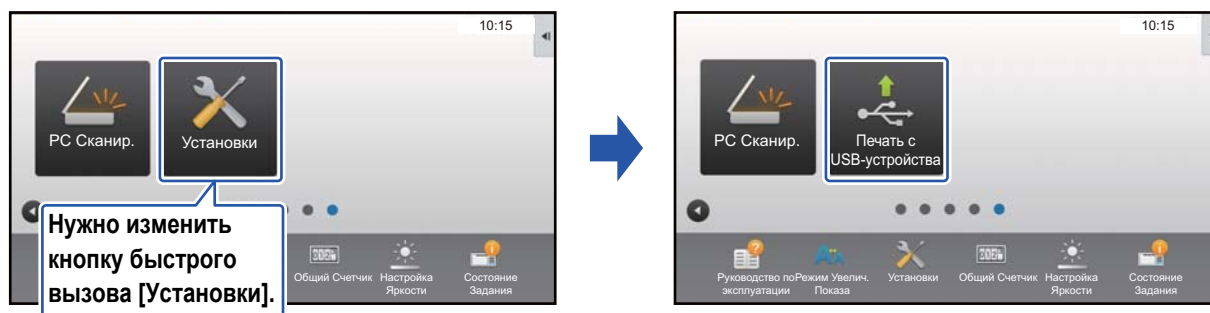 10:15
PC Сканир.
Установки
Нужно изменить
кнопку быстрого
вызова [Установки].
Общий Счетчик
Настройка
Яркости
Состояние
Задания
10:15
PC Сканир.
Печать с
USB-устройства
Руководство по
эксплуатации
Режим Увелич.
Показа
Установки
Общий Счетчик
Настройка
Яркости
Состояние
Задания